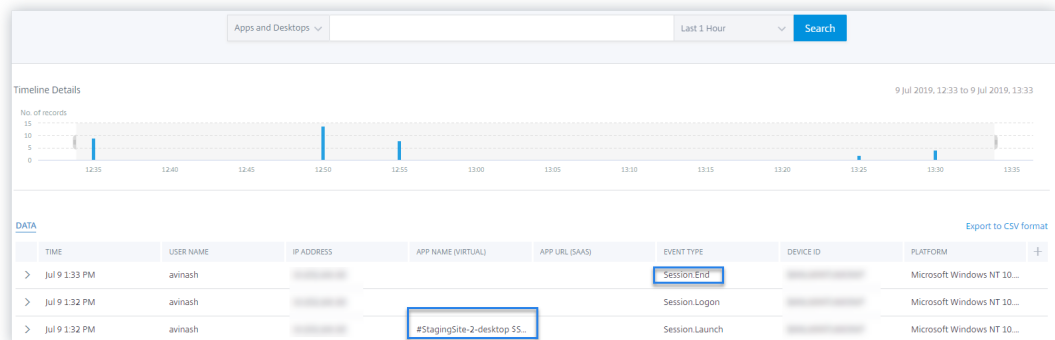 Apps and Desktops Last 1 Hour Search
Timeline Details 9 Jul 2019, 12:33 to 9 Jul 2019, 13:33
No. of records
15
10
5
0
12:35 12:40 12:45 12:50 12:55 13:00 13:05 13:10 13:15 13:20 13:25 13:30 13:35
DATA Export to CSV format
TIME USER NAME IP ADDRESS APP NAME (VIRTUAL) APP URL (SAAS) EVENT TYPE DEVICE ID PLATFORM +
> Jul 9 1:33 PM avinash Session.End Microsoft Windows NT 10....
> Jul 9 1:32 PM avinash Session.Logon Microsoft Windows NT 10....
> Jul 9 1:32 PM avinash #StagingSite-2-desktop $S... Session.Launch Microsoft Windows NT 10....